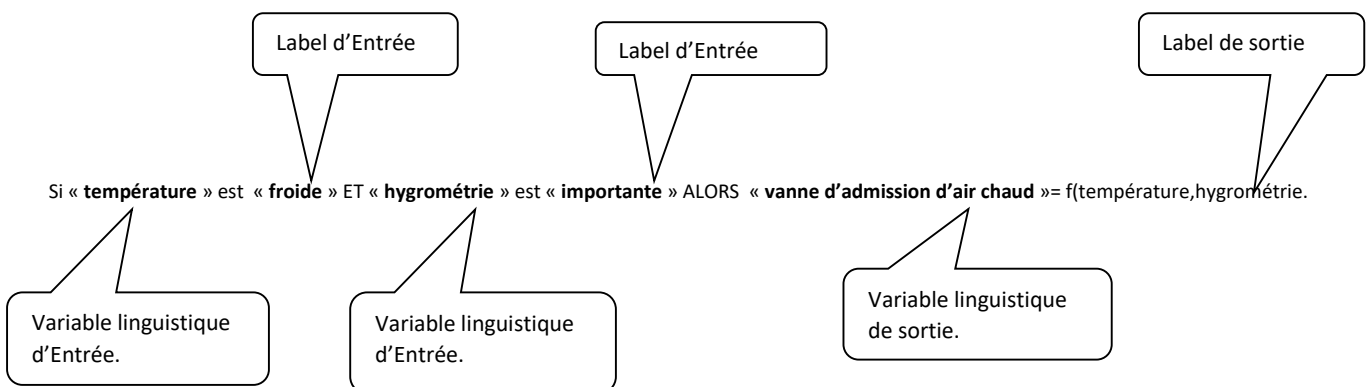 Label d’Entrée
Label d’Entrée
Label de sortie
Si « température » est « froide » ET « hygrométrie » est « importante » ALORS « vanne d’admission d’air chaud »= f(température,hygrométrie.
Variable linguistique
d’Entrée.
Variable linguistique
d’Entrée.
Variable linguistique
de sortie.